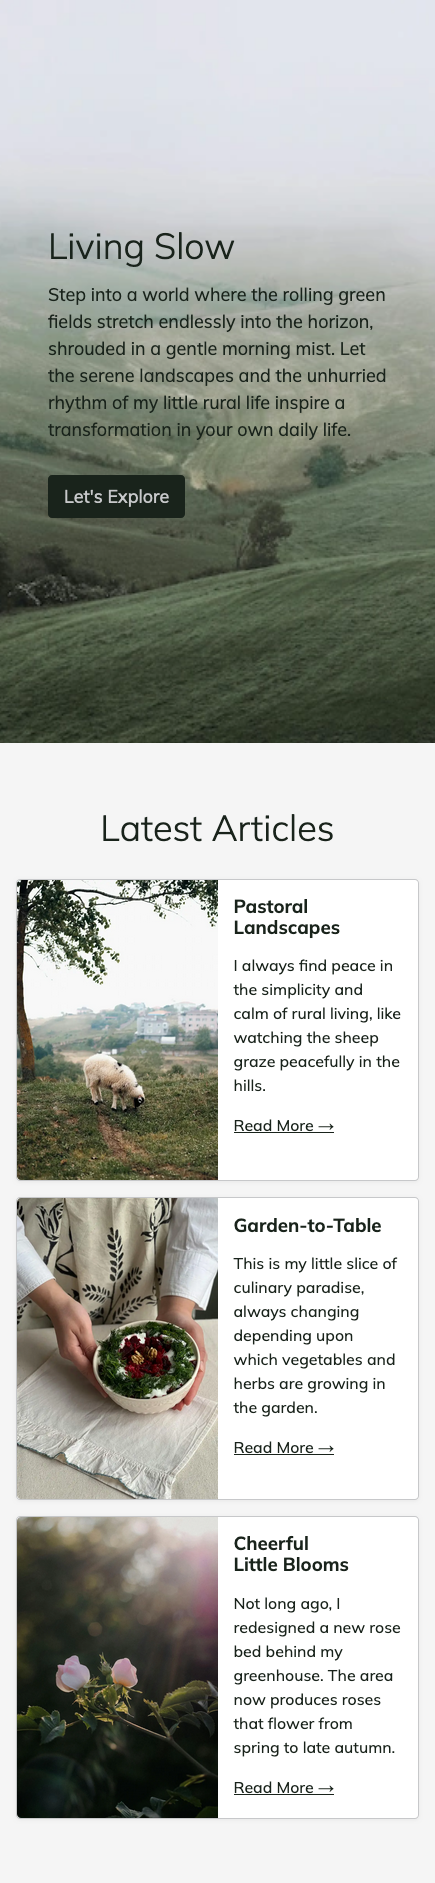 Living Slow
Step into a world where the rolling green
fields stretch endlessly into the horizon,
shrouded in a gentle morning mist. Let
the serene landscapes and the unhurried
rhythm of my little rural life inspire a
transformation in your own daily life.
Let's Explore
Latest Articles
Pastoral
Landscapes
I always find peace in
the simplicity and
calm of rural living, like
watching the sheep
graze peacefully in the
hills.
Read More →
Garden-to-Table
This is my little slice of
culinary paradise,
always changing
depending upon
which vegetables and
herbs are growing in
the garden.
Read More →
Cheerful
Little Blooms
Not long ago, I
redesigned a new rose
bed behind my
greenhouse. The area
now produces roses
that flower from
spring to late autumn.
Read More →